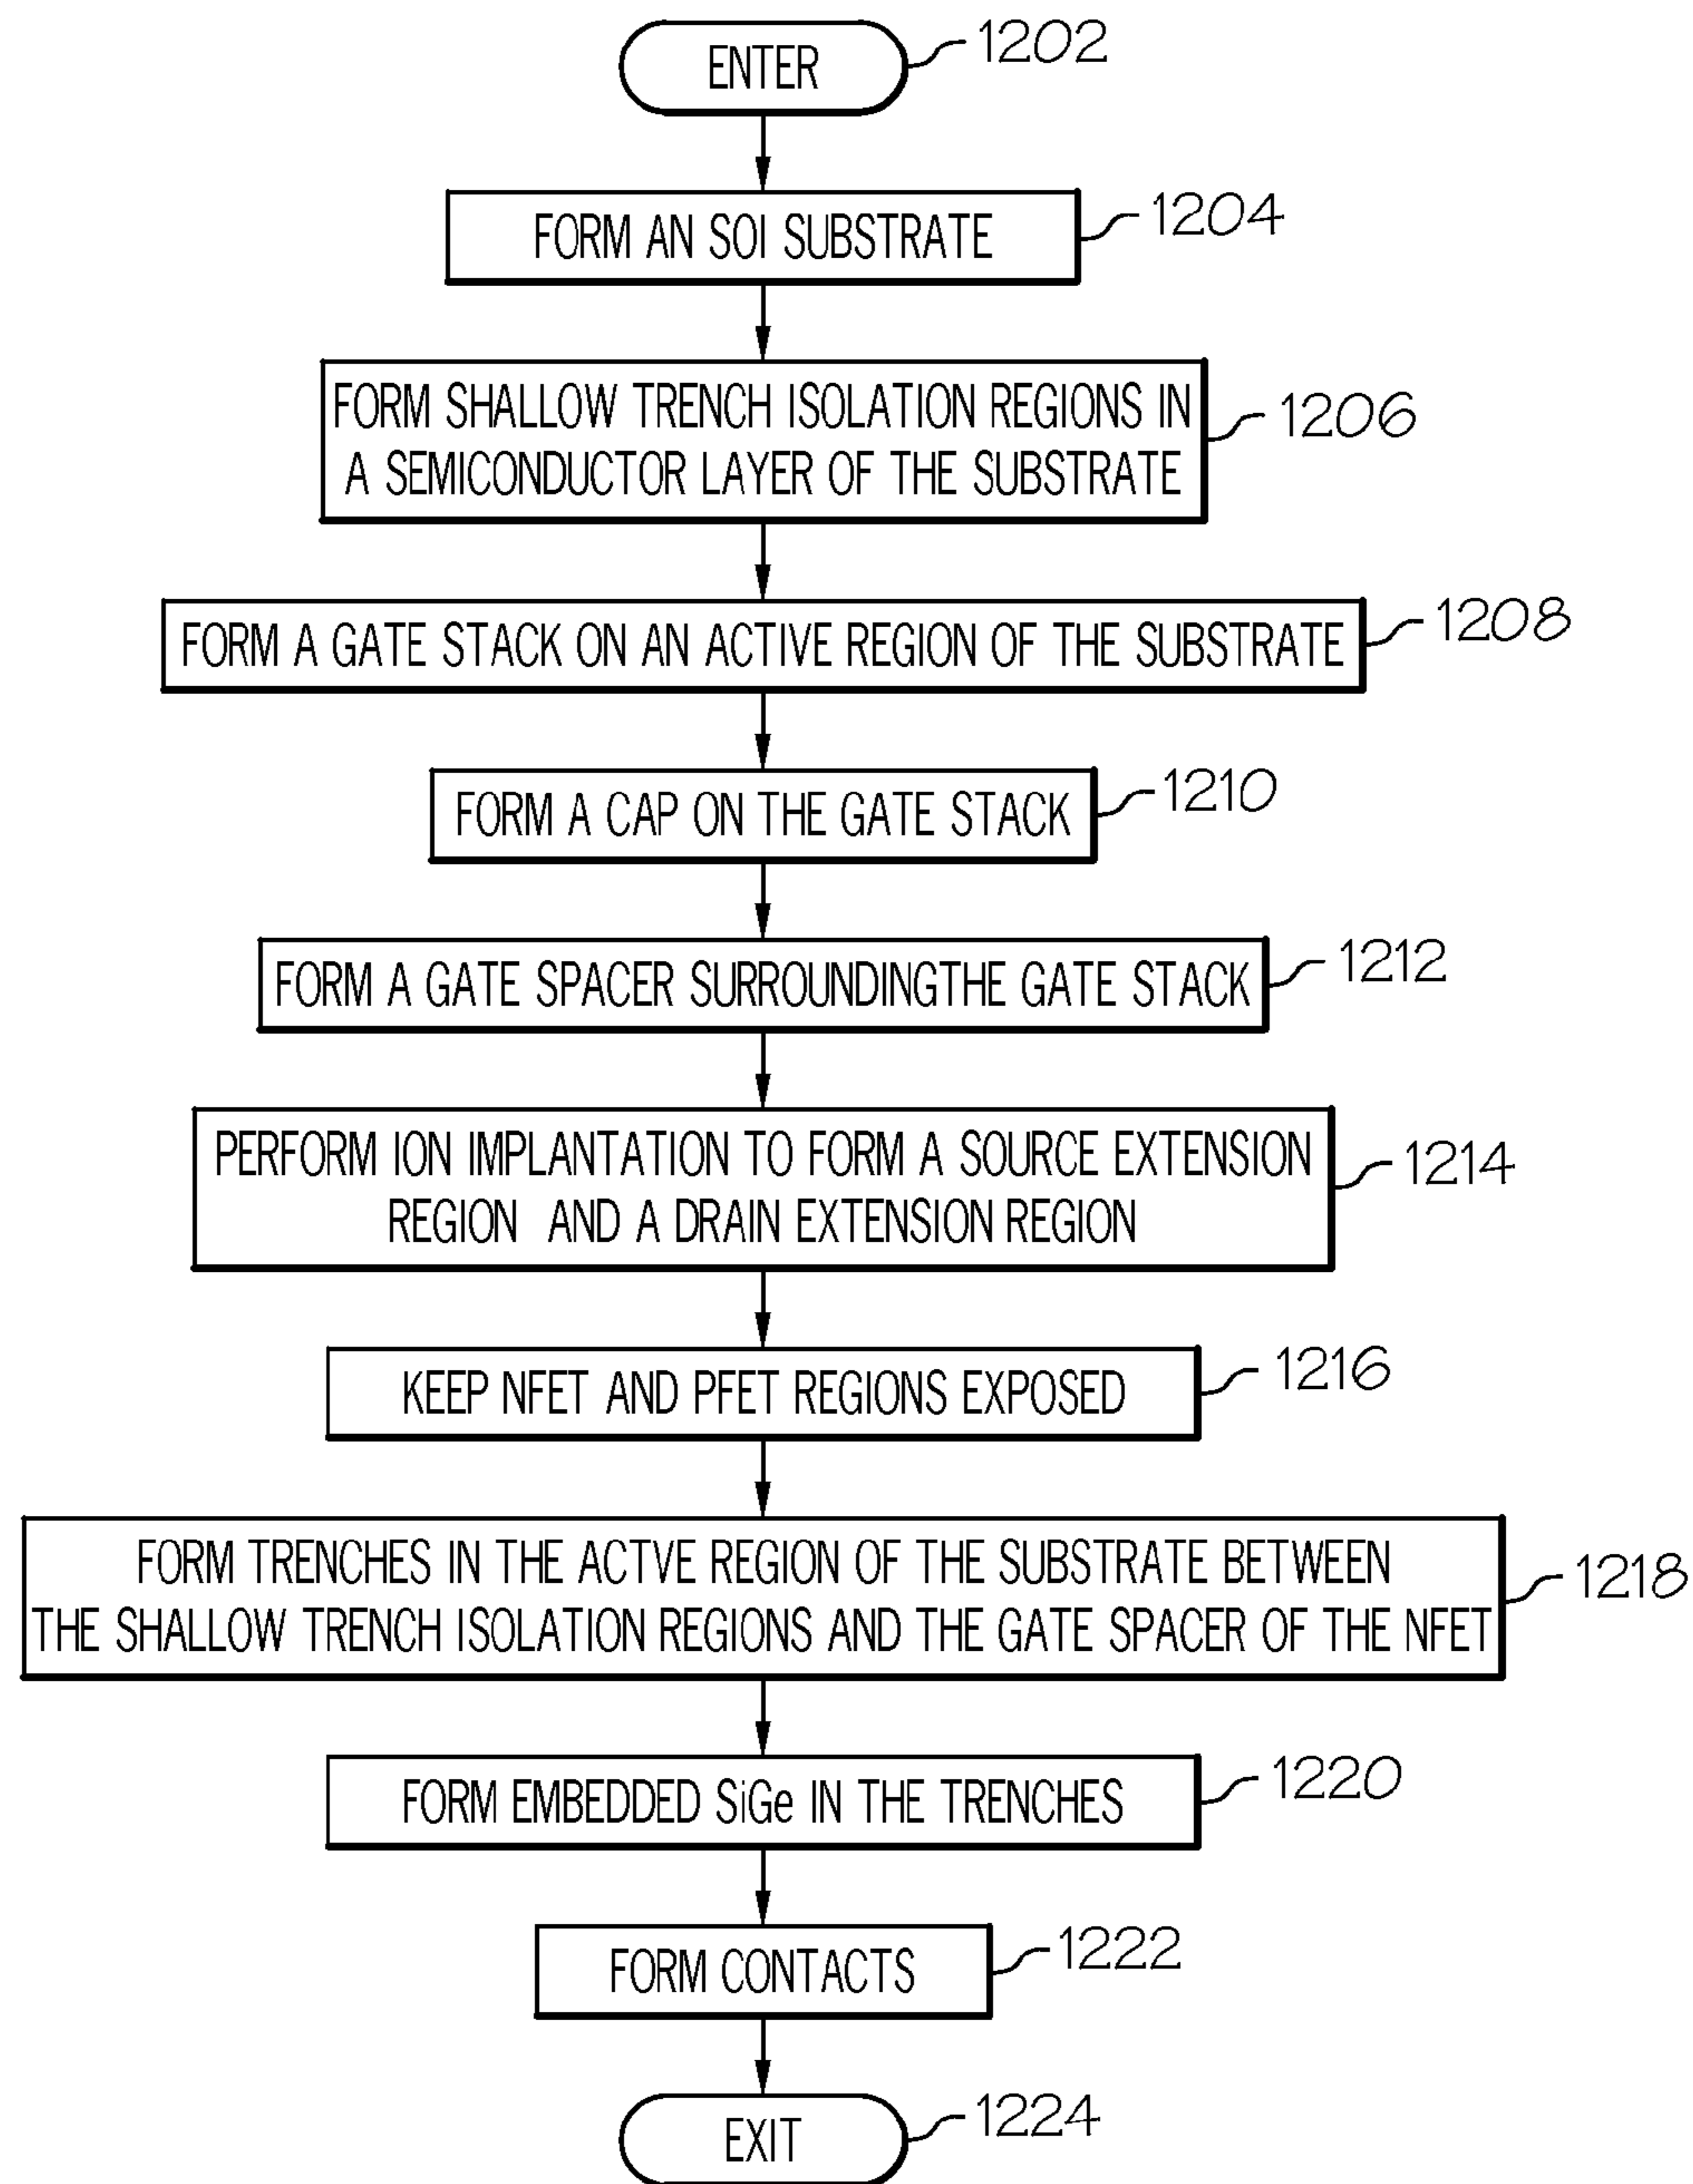 ENTER
1202
FORM AN SOI SUBSTRATE
1204
FORM SHALLOW TRENCH ISOLATION REGIONS IN
A SEMICONDUCTOR LAYER OF THE SUBSTRATE
1206
FORM A GATE STACK ON AN ACTIVE REGION OF THE SUBSTRATE
1208
FORM A CAP ON THE GATE STACK
1210
FORM A GATE SPACER SURROUNDINGTHE GATE STACK
1212
PERFORM ION IMPLANTATION TO FORM A SOURCE EXTENSION
REGION AND A DRAIN EXTENSION REGION
1214
KEEP NFET AND PFET REGIONS EXPOSED
1216
FORM TRENCHES IN THE ACTVE REGION OF THE SUBSTRATE BETWEEN
THE SHALLOW TRENCH ISOLATION REGIONS AND THE GATE SPACER OF THE NFET
1218
FORM EMBEDDED SiGe IN THE TRENCHES
1220
FORM CONTACTS
1222
EXIT
1224